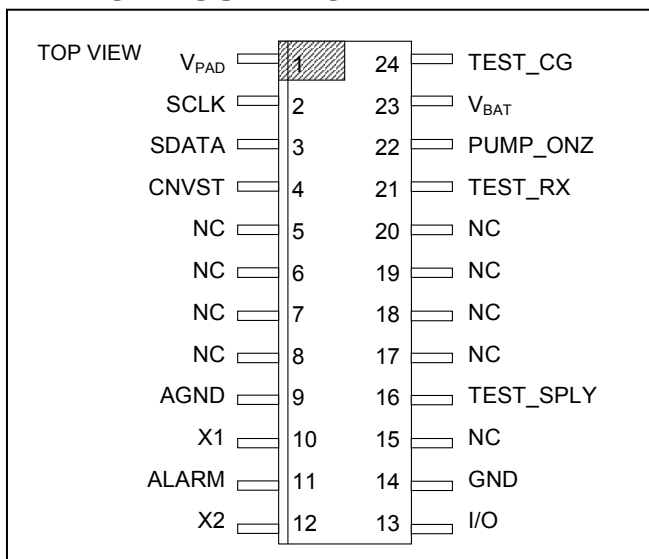 TOP VIEW
VPAD 1 24 TEST_CG
SCLK 2 23 VBAT
SDATA 3 22 PUMP_ONZ
CNVST 4 21 TEST_RX
NC 5 20 NC
NC 6 19 NC
NC 7 18 NC
NC 8 17 NC
AGND 9 16 TEST_SPLY
X1 10 15 NC
ALARM 11 14 GND
X2 12 13 I/O